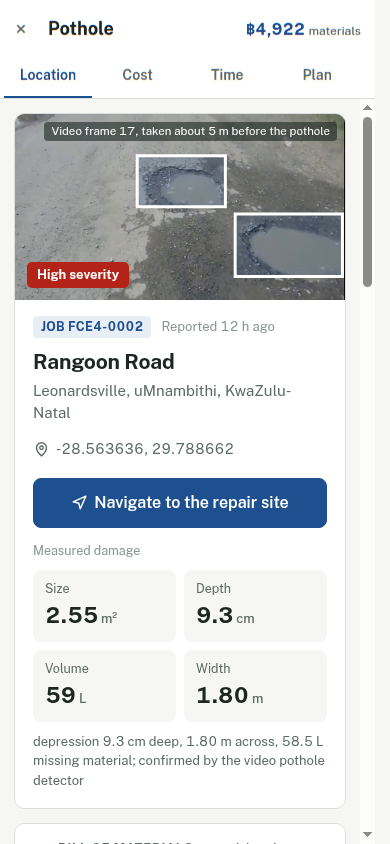 × Pothole ฿4,922 materials
Location Cost Time Plan
Video frame 17, taken about 5 m before the pothole
High severity
JOB FCE4-0002 Reported 12 h ago
Rangoon Road
Leonardsville, uMnambithi, KwaZulu-
Natal
-28.563636, 29.788662
Navigate to the repair site
Measured damage
Size Depth
2.55 m² 9.3 cm
Volume Width
59 L 1.80 m
depression 9.3 cm deep, 1.80 m across, 58.5 L
missing material; confirmed by the video pothole
detector